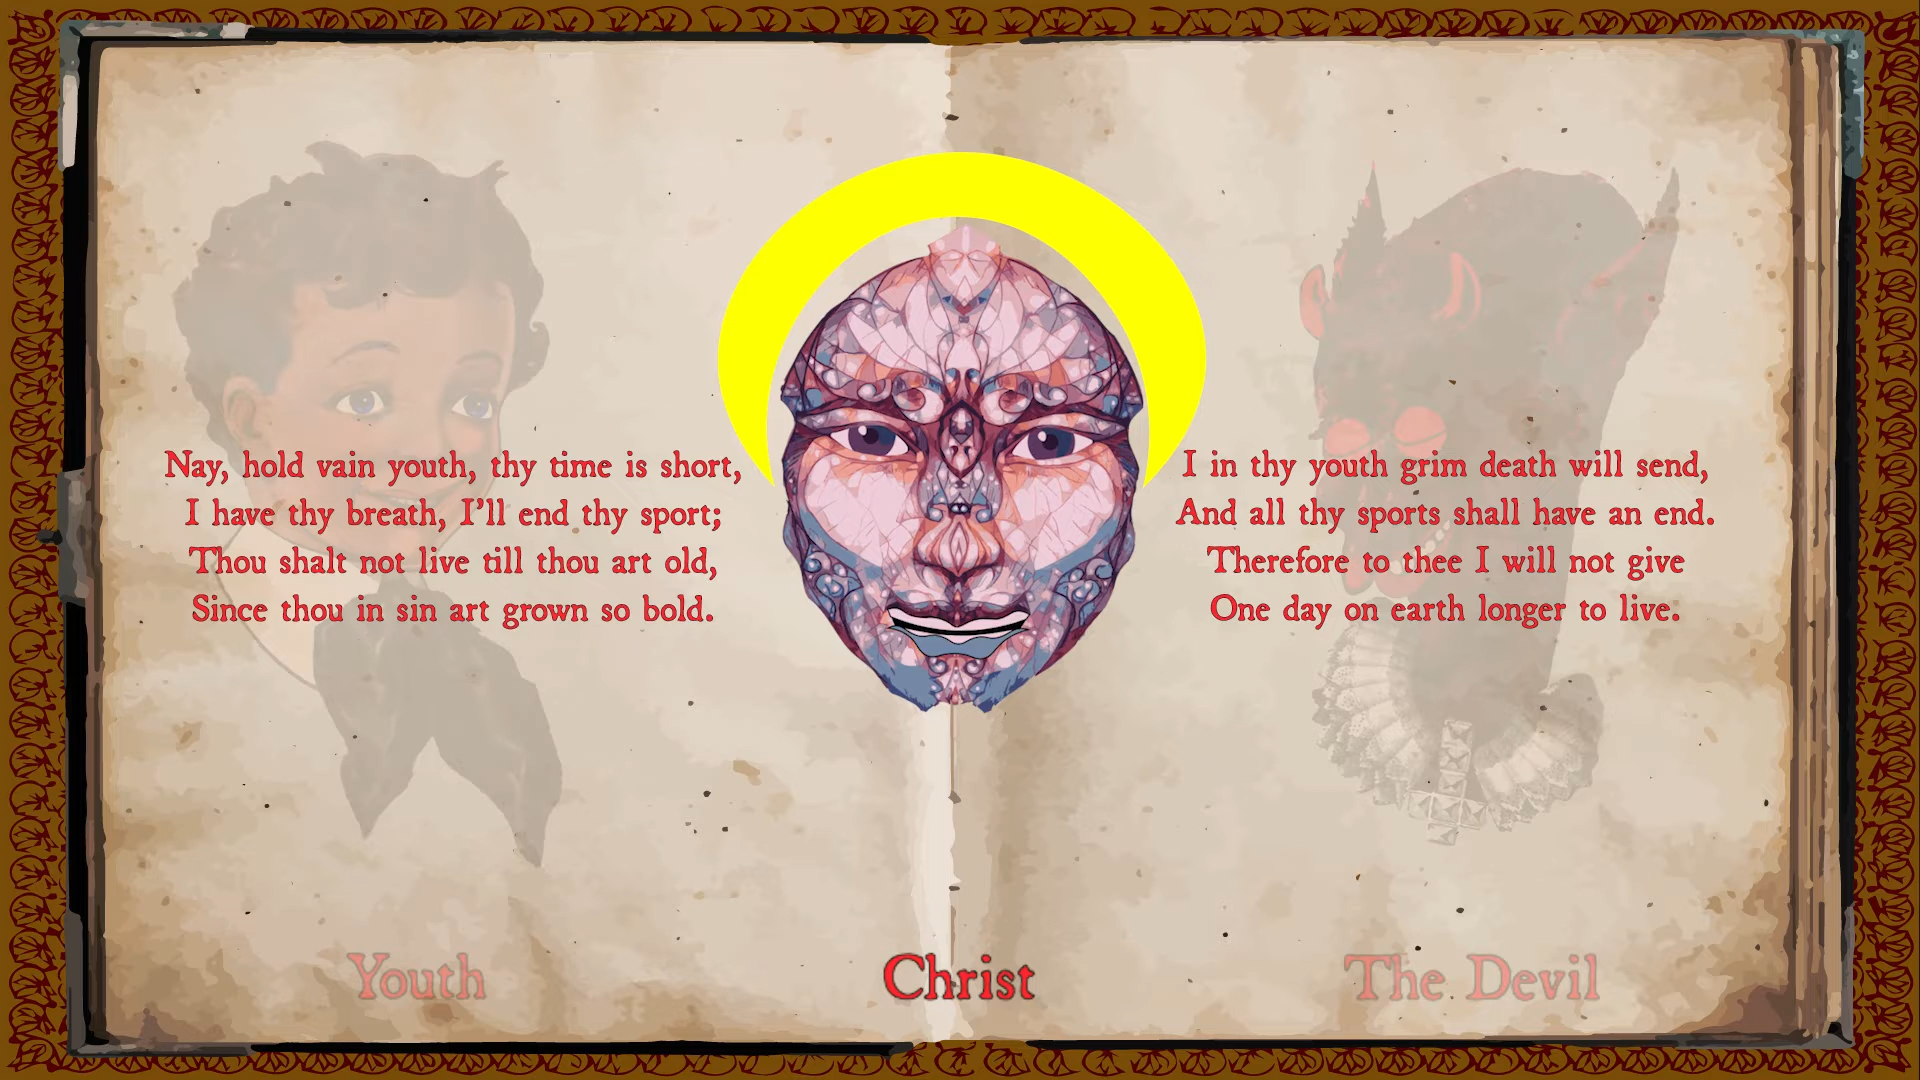 Nay, hold vain youth, thy time is short,
I have thy breath, I’ll end thy sport;
Thou shalt not live till thou art old,
Since thou in sin art grown so bold.
I in thy youth grim death will send,
And all thy sports shall have an end.
Therefore to thee I will not give
One day on earth longer to live.
Youth
Christ
The Devil